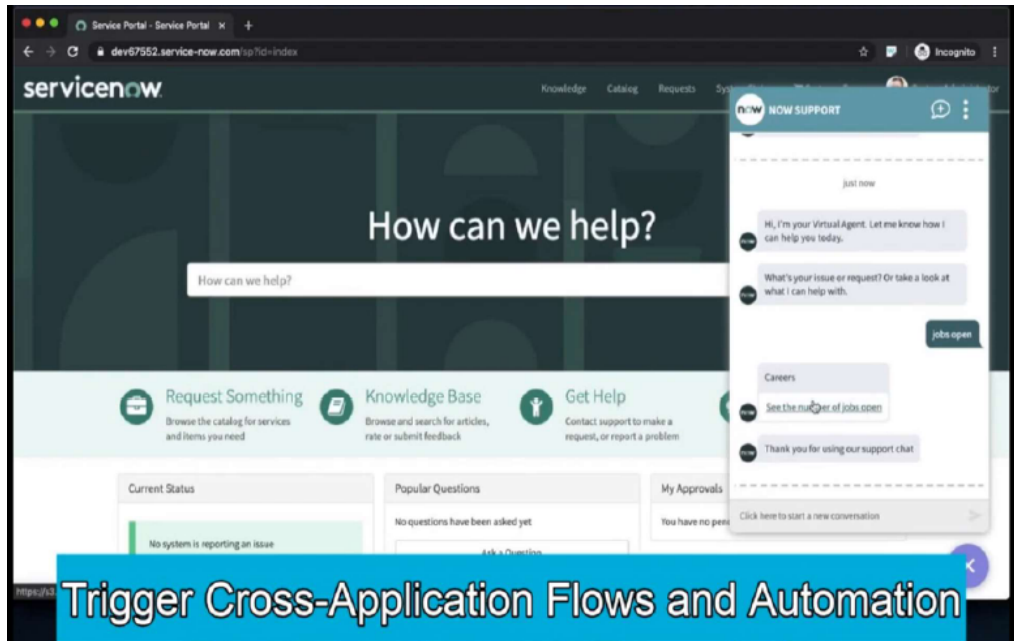 Service Portal - Service Portal
dev67552.service-now.com/sp?id=index
Incognito
servicenow
Knowledge Catalog Requests
now NOW SUPPORT
just now
Hi, I'm your Virtual Agent. Let me know how I
can help you today.
What's your issue or request? Or take a look at
what I can help with.
jobs open
Careers
See the number of jobs open
Thank you for using our support chat
Click here to start a new conversation
How can we help?
How can we help?
Request Something
Browse the catalog for services
and items you need
Knowledge Base
Browse and search for articles,
rate or submit feedback
Get Help
Contact support to make a
request, or report a problem
Current Status
No system is reporting an issue
Popular Questions
No questions have been asked yet
Ask a Question
My Approvals
You have no pen
https://s3.
Trigger Cross-Application Flows and Automation